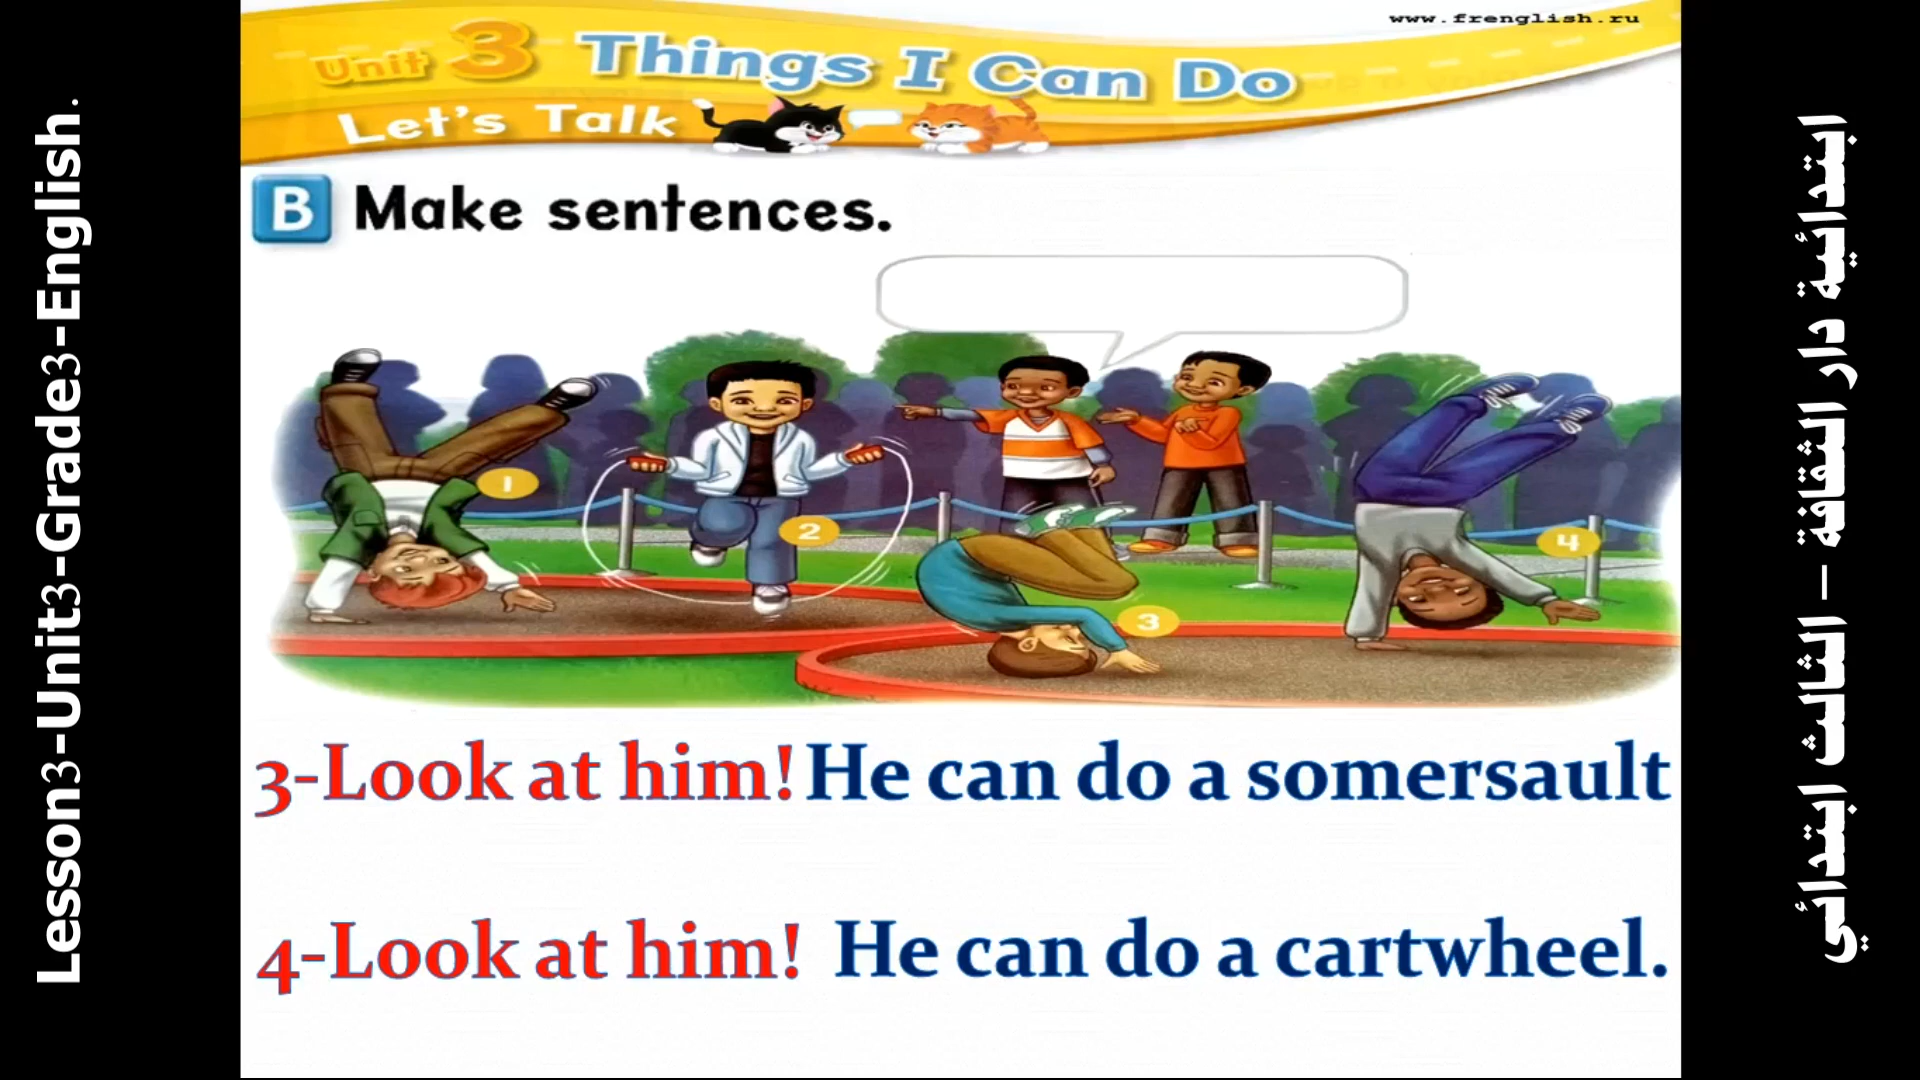 www.frenglish.ru
Unit 3 Things I Can Do
Let's Talk
B Make sentences.
1
2
3
4
3-Look at him! He can do a somersault
4-Look at him! He can do a cartwheel.
Lesson3-Unit3-Grade3-English.
ابتدائية دار الثقافة – الثالث ابتدائي